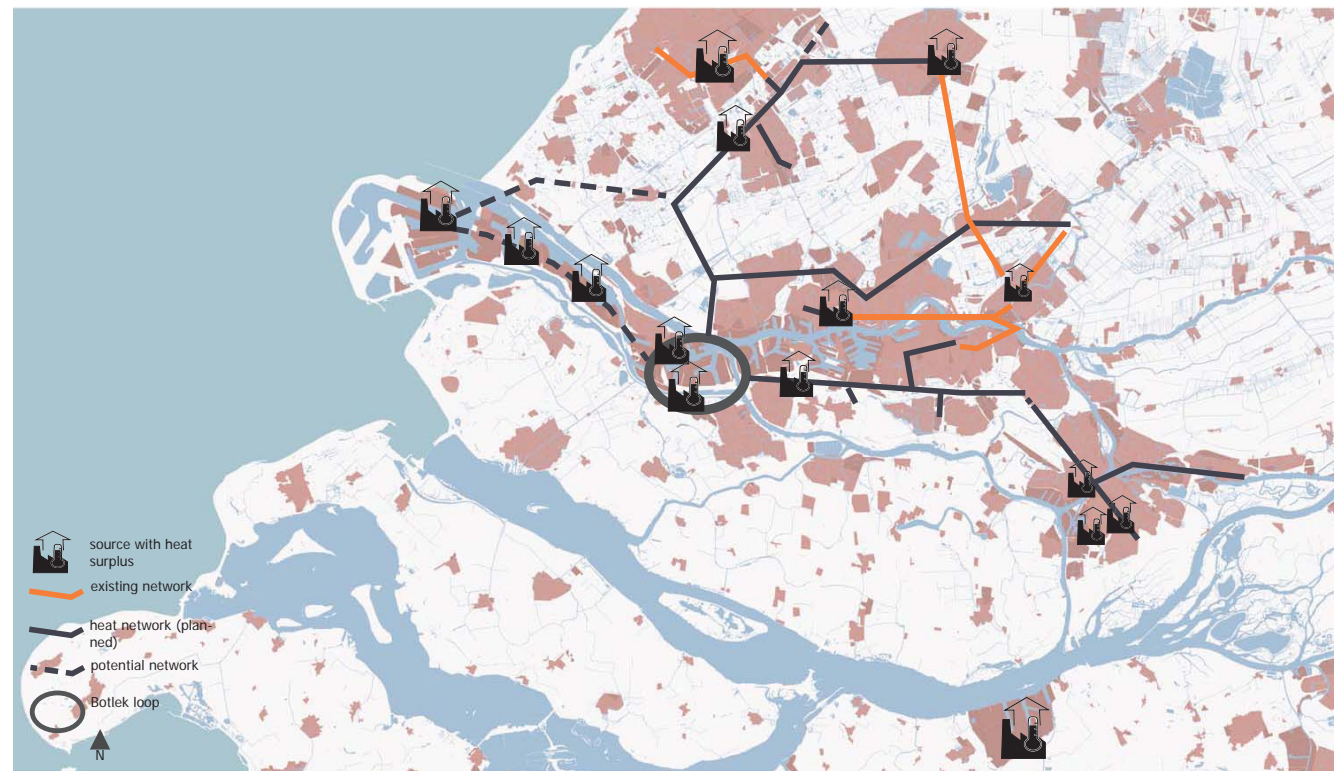 source with heat
surplus
existing network
heat network (plan-
ned)
potential network
Botlek loop
N